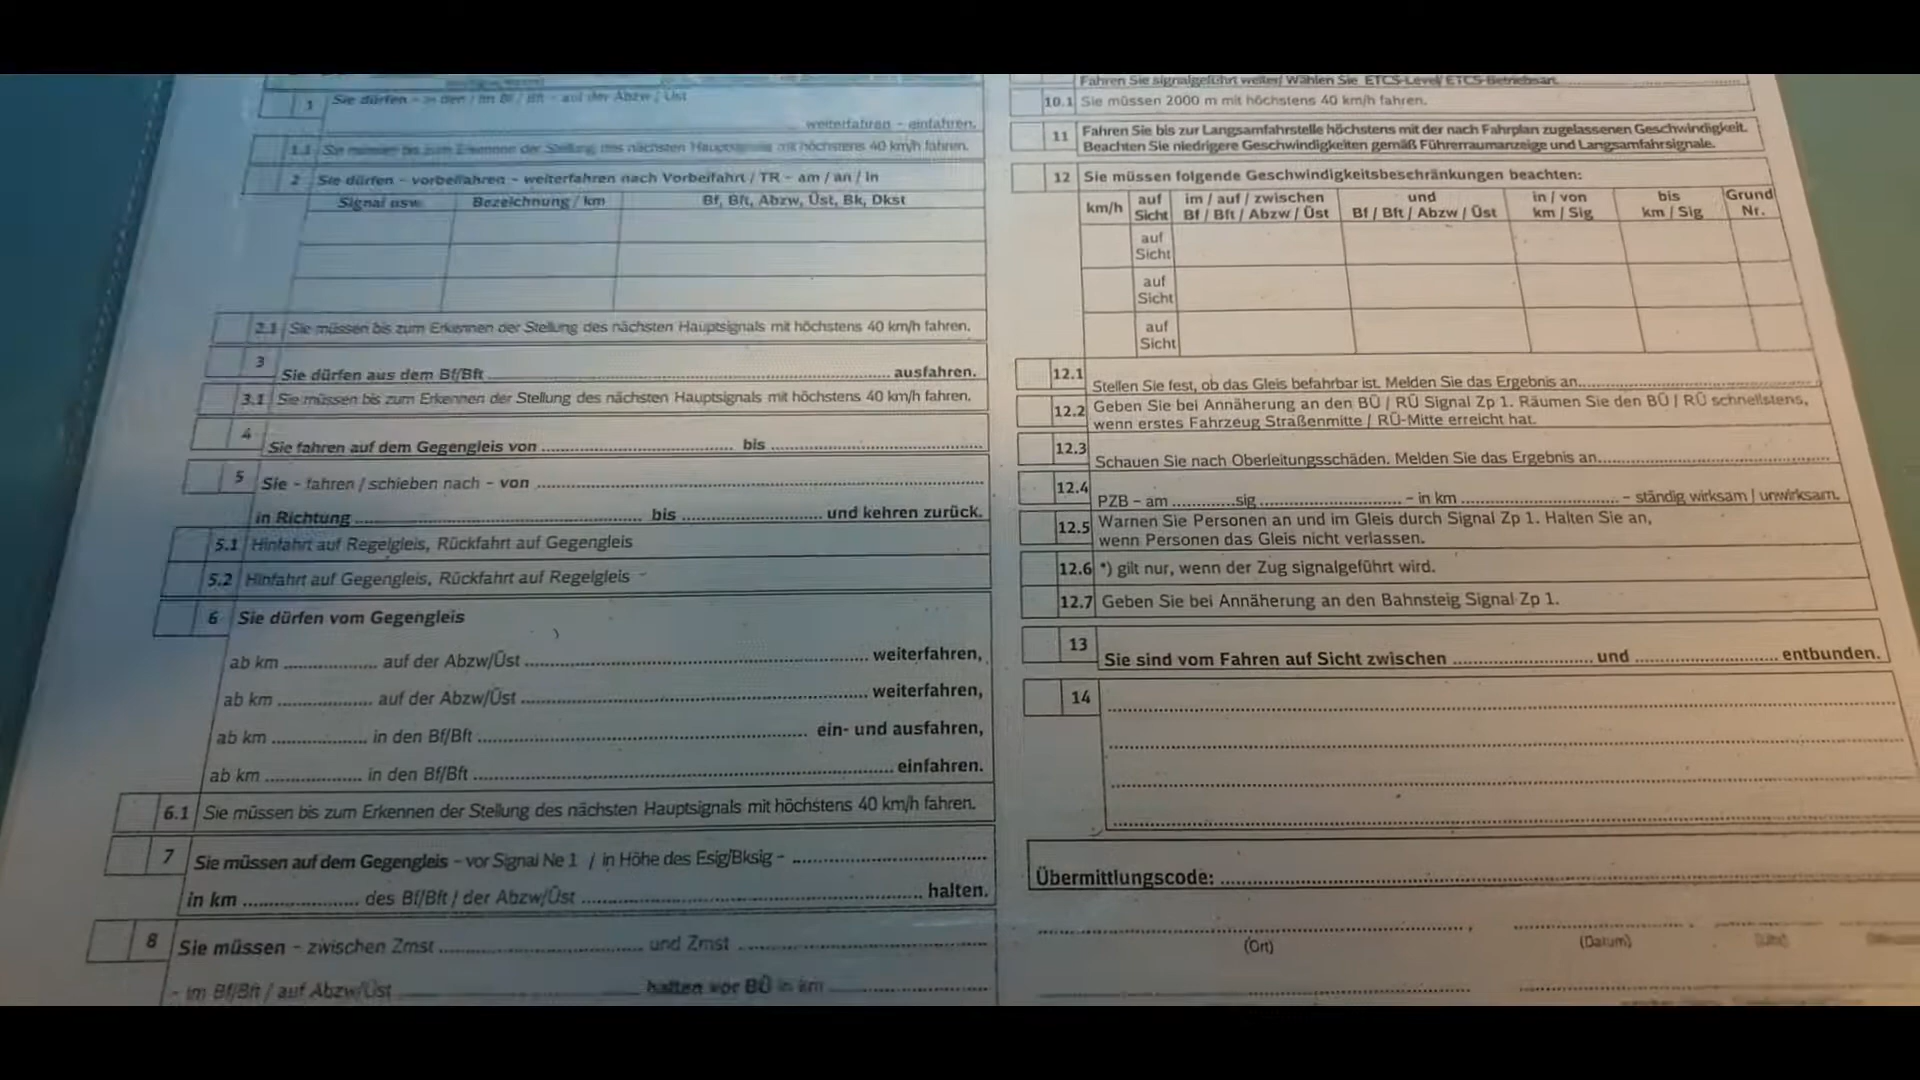 1 Sie dürfen - in den / im Bf / Bft - auf der Abzw / Üst
weiterfahren - einfahren.
1.1 Sie müssen bis zum Erkennen der Stellung des nächsten Hauptsignals mit höchstens 40 km/h fahren.
2 Sie dürfen - vorbeifahren - weiterfahren nach Vorbeifahrt / TR - am / an / in
Signal usw. Bezeichnung / km Bf, Bft, Abzw, Üst, Bk, Dkst
2.1 Sie müssen bis zum Erkennen der Stellung des nächsten Hauptsignals mit höchstens 40 km/h fahren.
3 Sie dürfen aus dem Bf/Bft ........ ausfahren.
3.1 Sie müssen bis zum Erkennen der Stellung des nächsten Hauptsignals mit höchstens 40 km/h fahren.
4 Sie fahren auf dem Gegengleis von ........ bis ........
5 Sie - fahren / schieben nach - von ........
in Richtung ........ bis ........ und kehren zurück.
5.1 Hinfahrt auf Regelgleis, Rückfahrt auf Gegengleis
5.2 Hinfahrt auf Gegengleis, Rückfahrt auf Regelgleis
6 Sie dürfen vom Gegengleis
ab km ........ auf der Abzw/Üst ........ weiterfahren,
ab km ........ auf der Abzw/Üst ........ weiterfahren,
ab km ........ in den Bf/Bft ........ ein- und ausfahren,
ab km ........ in den Bf/Bft ........ einfahren.
6.1 Sie müssen bis zum Erkennen der Stellung des nächsten Hauptsignals mit höchstens 40 km/h fahren.
7 Sie müssen auf dem Gegengleis - vor Signal Ne 1 / in Höhe des Esig/Bksig - ........
in km ........ des Bf/Bft / der Abzw/Üst ........ halten.
8 Sie müssen - zwischen Zmst ........ und Zmst ........
- im Bf/Bft / auf Abzw/Üst ........ halten vor BÜ in km ........
Fahren Sie signalgeführt weiter/ Wählen Sie ETCS-Level/ ETCS-Betriebsart ........
10.1 Sie müssen 2000 m mit höchstens 40 km/h fahren.
11 Fahren Sie bis zur Langsamfahrstelle höchstens mit der nach Fahrplan zugelassenen Geschwindigkeit.
Beachten Sie niedrigere Geschwindigkeiten gemäß Führerraumanzeige und Langsamfahrsignale.
12 Sie müssen folgende Geschwindigkeitsbeschränkungen beachten:
km/h auf Sicht im / auf / zwischen Bf / Bft / Abzw / Üst und Bf / Bft / Abzw / Üst in / von km / Sig bis km / Sig Grund Nr.
auf
Sicht
auf
Sicht
auf
Sicht
12.1 Stellen Sie fest, ob das Gleis befahrbar ist. Melden Sie das Ergebnis an ........
12.2 Geben Sie bei Annäherung an den BÜ / RÜ Signal Zp 1. Räumen Sie den BÜ / RÜ schnellstens,
wenn erstes Fahrzeug Straßenmitte / RÜ-Mitte erreicht hat.
12.3 Schauen Sie nach Oberleitungsschäden. Melden Sie das Ergebnis an ........
12.4 PZB - am ........ sig ........ - in km ........ - ständig wirksam / unwirksam.
12.5 Warnen Sie Personen an und im Gleis durch Signal Zp 1. Halten Sie an,
wenn Personen das Gleis nicht verlassen.
12.6 *) gilt nur, wenn der Zug signalgeführt wird.
12.7 Geben Sie bei Annäherung an den Bahnsteig Signal Zp 1.
13 Sie sind vom Fahren auf Sicht zwischen ........ und ........ entbunden.
14
Übermittlungscode: ........
(Ort) (Datum) (Uhr)